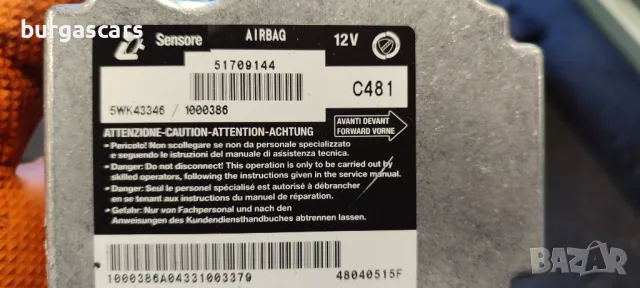 burgascars
Sensore AIRBAG 12V
51709144
C481
5WK43346 / 1000386
AVANTI DEVANT
FORWARD VORNE
ATTENZIONE-CAUTION-ATTENTION-ACHTUNG
• Pericolo! Non scollegare se non da personale specializzato
e seguendo le istruzioni del manuale di assistenza tecnica.
• Danger: Do not disconnect! This operation is only to be carried out by
skilled operators, following the instructions given in the service manual.
• Danger: Seul le personel spécialisé est autorisé à débrancher
en se tenant aux instructions du manuel de réparation.
• Gefahr: Nur von Fachpersonal und nach den
Anweisungen des Kundendiensthandbuches abtrennen lassen.
1000386A04331003379 48040515F
BAZAR
bg